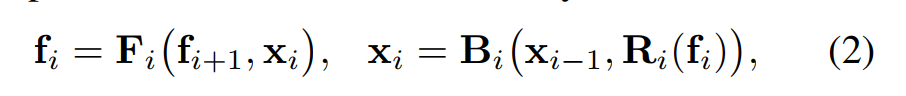 f_i = F_i(f_{i+1}, x_i),   x_i = B_i(x_{i−1}, R_i(f_i)),   (2)